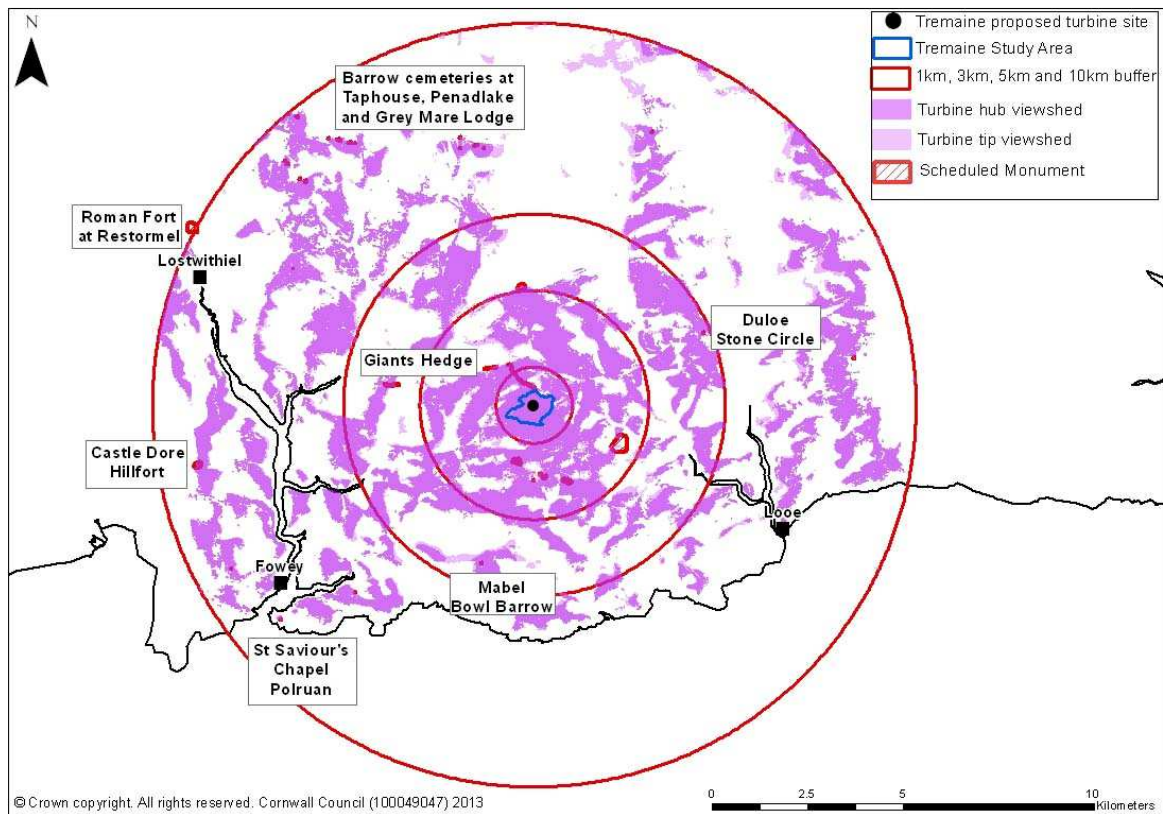 N
Tremaine proposed turbine site
Tremaine Study Area
1km, 3km, 5km and 10km buffer
Turbine hub viewshed
Turbine tip viewshed
Scheduled Monument
Barrow cemeteries at
Taphouse, Penadlake
and Grey Mare Lodge
Roman Fort
at Restormel
Lostwithiel
Duloe
Stone Circle
Giants Hedge
Castle Dore
Hillfort
Looe
Fowey
Mabel
Bowl Barrow
St Saviour's
Chapel
Polruan
© Crown copyright. All rights reserved. Cornwall Council (100049047) 2013
0 2.5 5 10
Kilometers